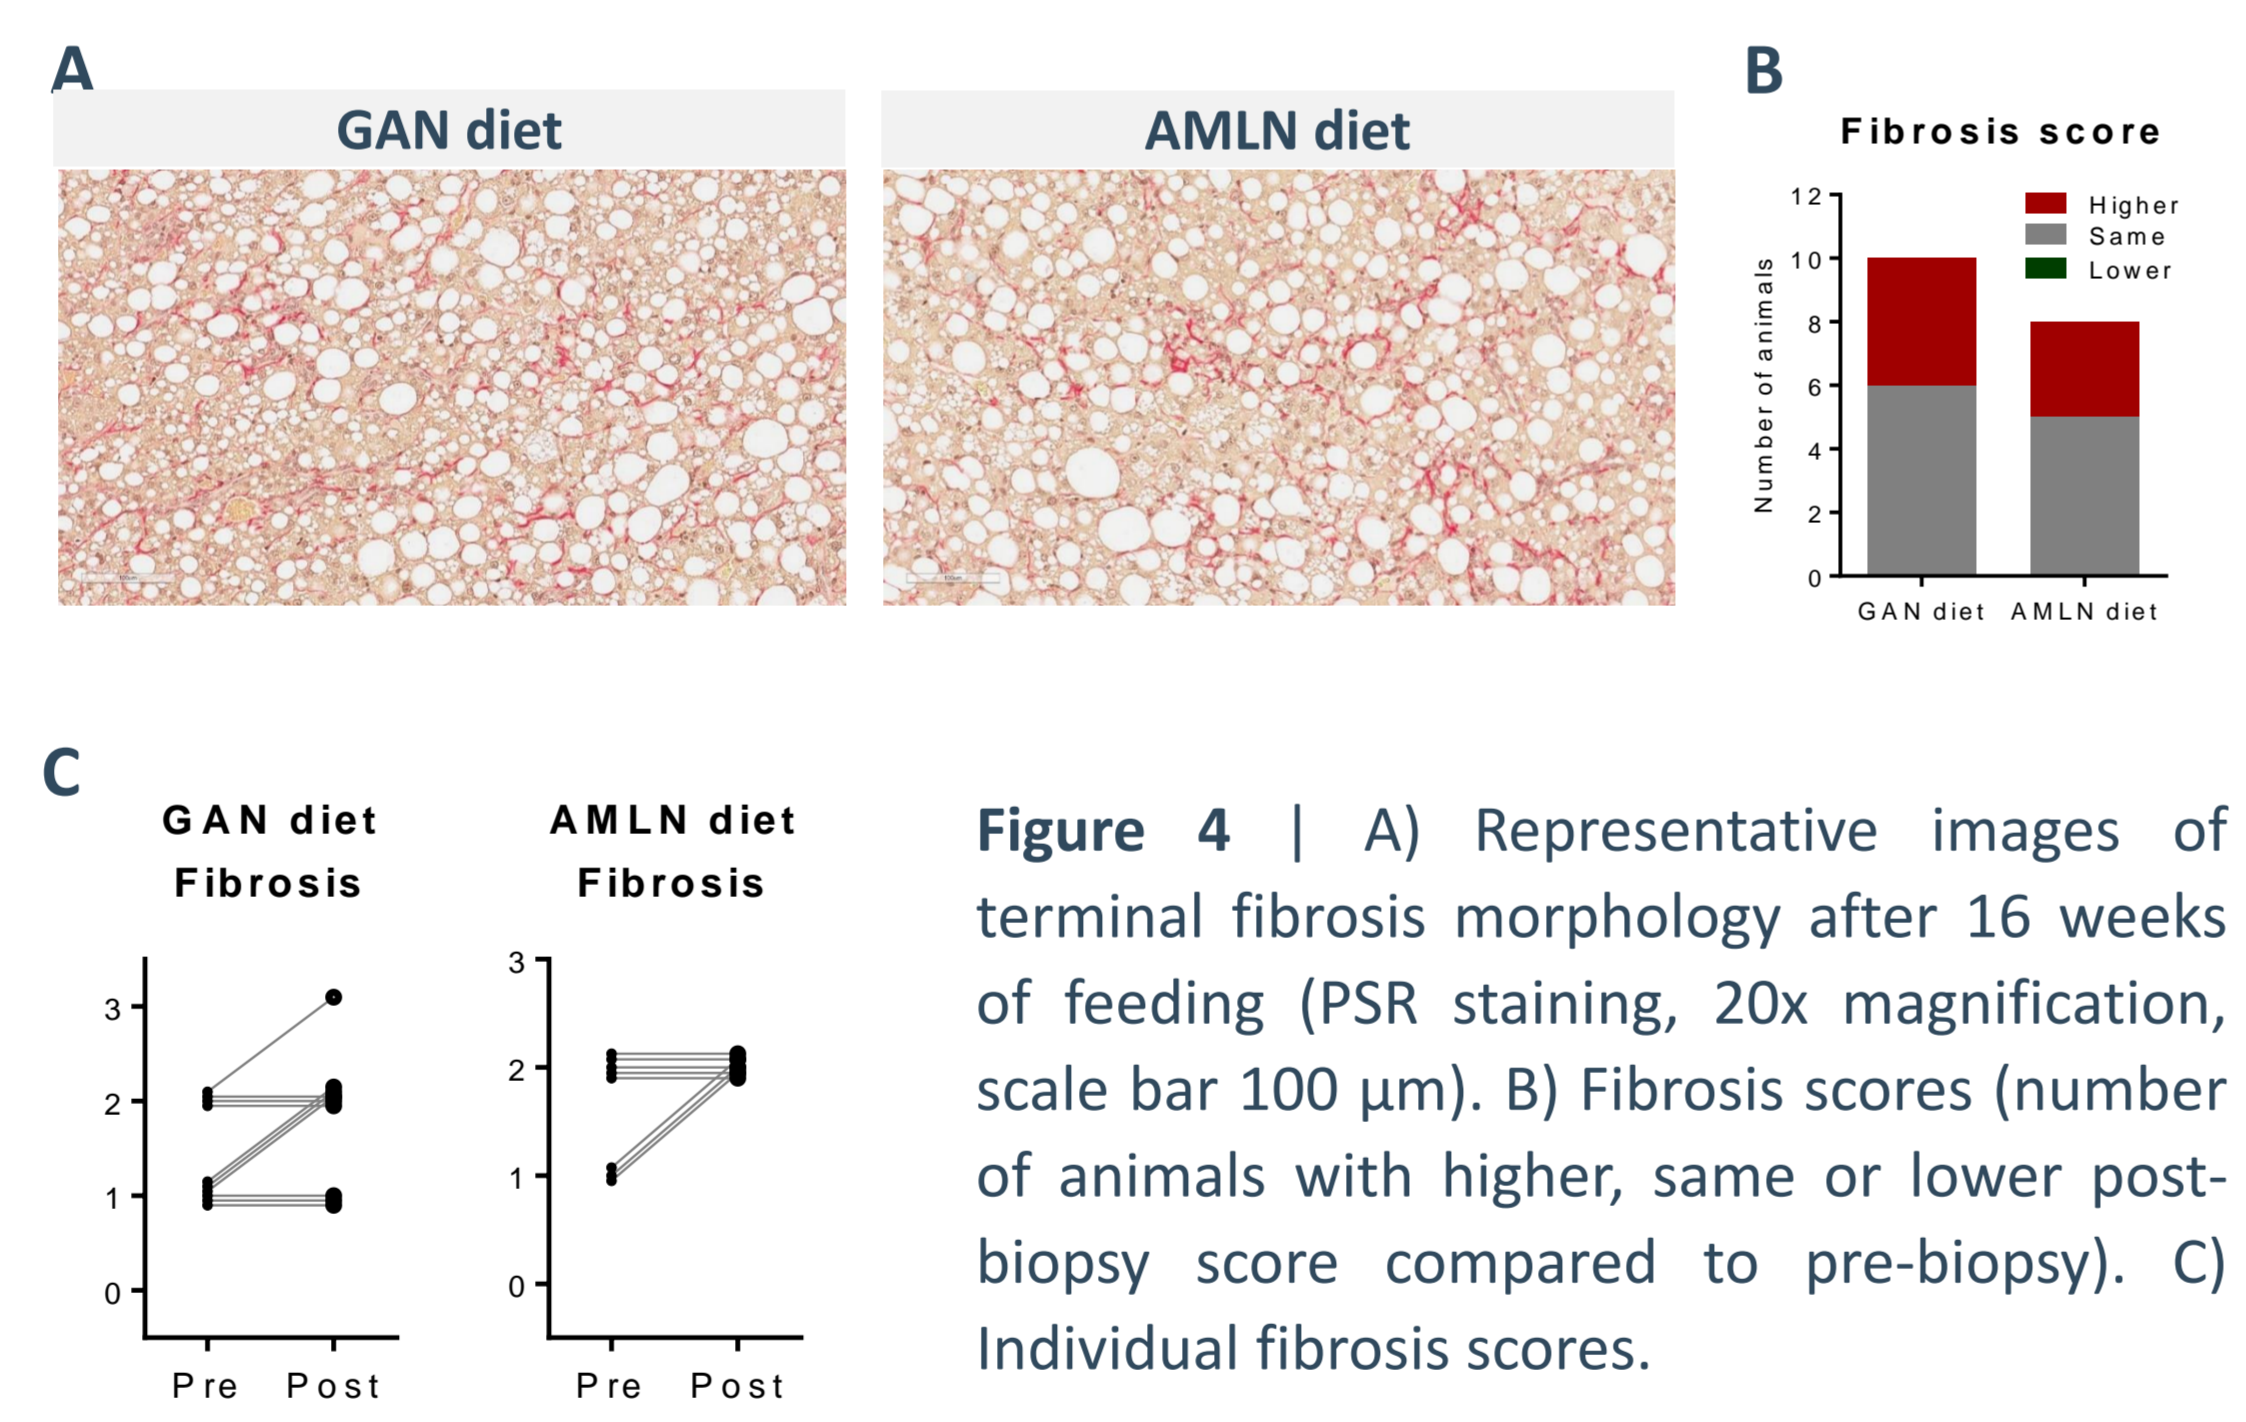 A
GAN diet
AMLN diet
100um
B
Fibrosis score
12
10
8
6
4
2
0
Number of animals
Higher
Same
Lower
GAN diet
AMLN diet
C
GAN diet
Fibrosis
3
2
1
0
Pre
Post
AMLN diet
Fibrosis
3
2
1
0
Pre
Post
Figure 4 | A) Representative images of
terminal fibrosis morphology after 16 weeks
of feeding (PSR staining, 20x magnification,
scale bar 100 µm). B) Fibrosis scores (number
of animals with higher, same or lower post-
biopsy score compared to pre-biopsy). C)
Individual fibrosis scores.